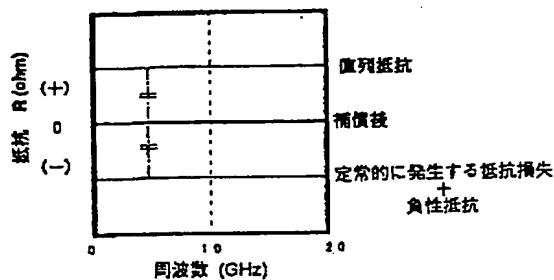 抵抗 R(ohm)
(+)
0
(-)
直列抵抗
補償後
定常的に発生する抵抗損失
+
負性抵抗
0 10 20
周波数 (GHz)